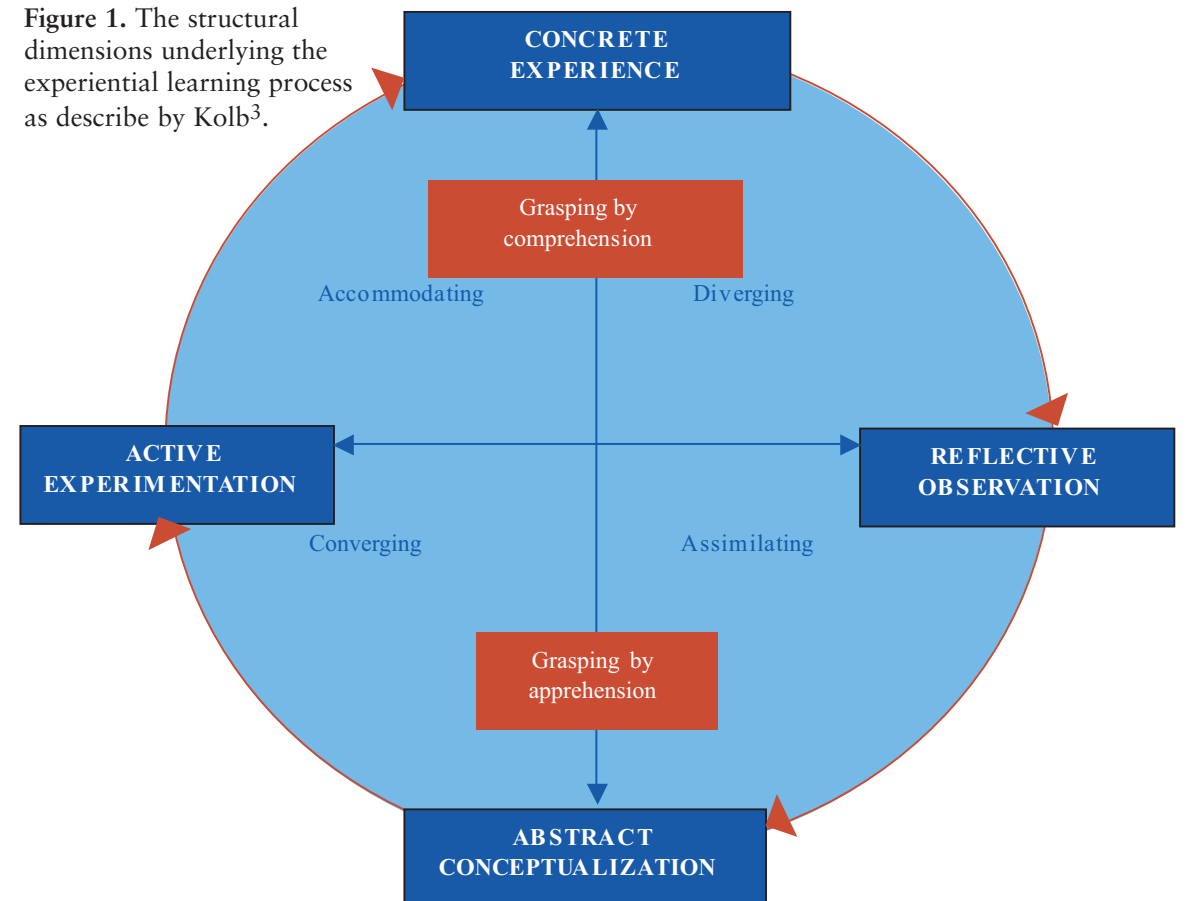 Figure 1. The structural
dimensions underlying the
experiential learning process
as describe by Kolb³.
CONCRETE
EXPERIENCE
Grasping by
comprehension
Accommodating
Diverging
ACTIVE
EXPERIMENTATION
REFLECTIVE
OBSERVATION
Converging
Assimilating
Grasping by
apprehension
ABSTRACT
CONCEPTUALIZATION